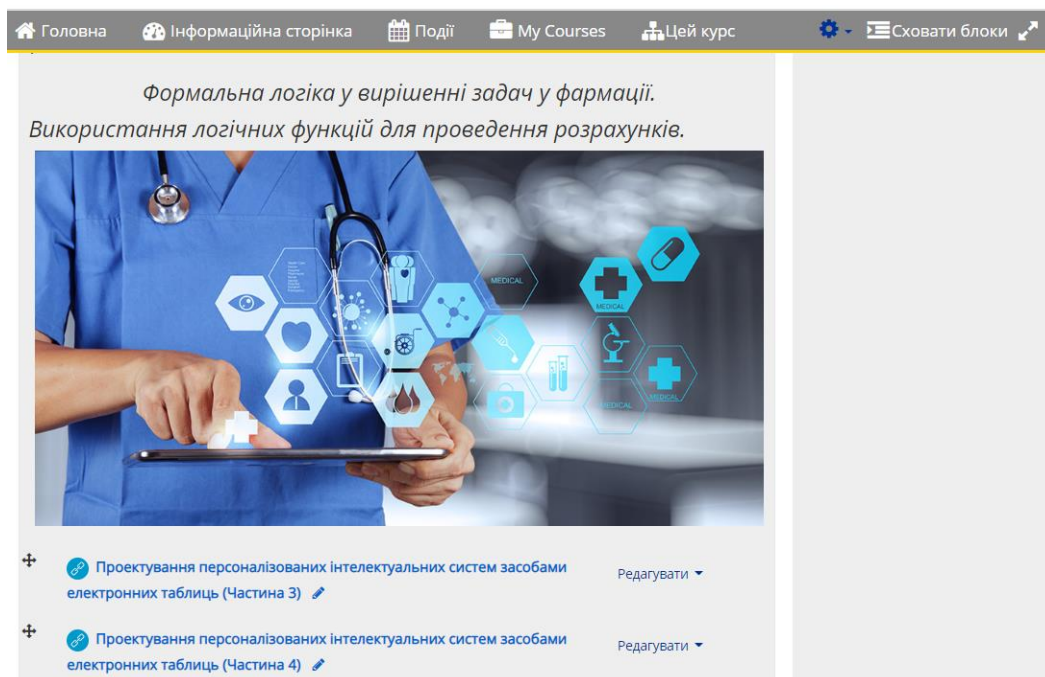 Головна Інформаційна сторінка Події My Courses Цей курс Сховати блоки
Формальна логіка у вирішенні задач у фармації.
Використання логічних функцій для проведення розрахунків.
MEDICAL
MEDICAL
MEDICAL
MEDICAL
Проектування персоналізованих інтелектуальних систем засобами
електронних таблиць (Частина 3)
Редагувати
Проектування персоналізованих інтелектуальних систем засобами
електронних таблиць (Частина 4)
Редагувати